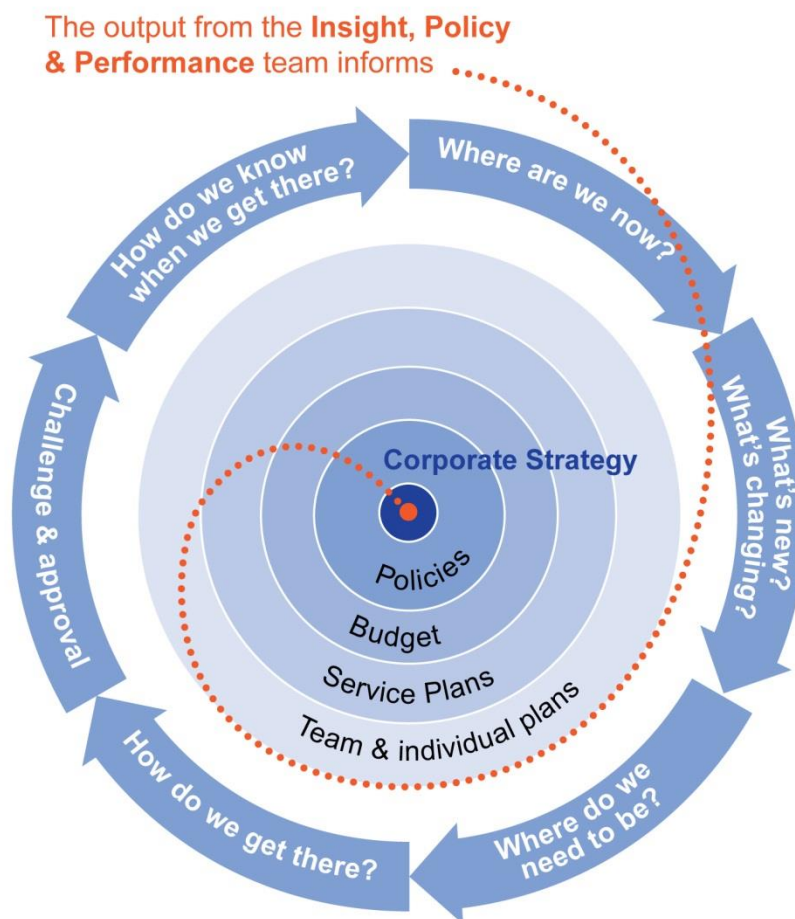 The output from the Insight, Policy
& Performance team informs
Where are we now?
What's new?
What's changing?
Where do we
need to be?
How do we get there?
Challenge & approval
How do we know
when we get there?
Corporate Strategy
Policies
Budget
Service Plans
Team & individual plans